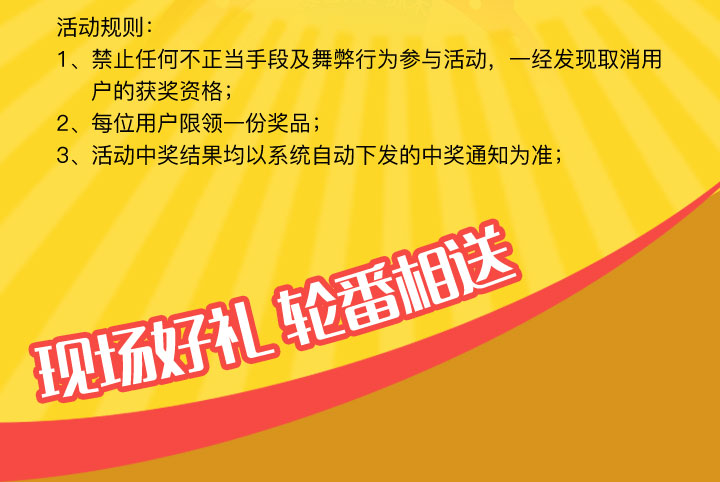 活动规则：
1、禁止任何不正当手段及舞弊行为参与活动，一经发现取消用
户的获奖资格；
2、每位用户限领一份奖品；
3、活动中奖结果均以系统自动下发的中奖通知为准；
现场好礼 轮番相送